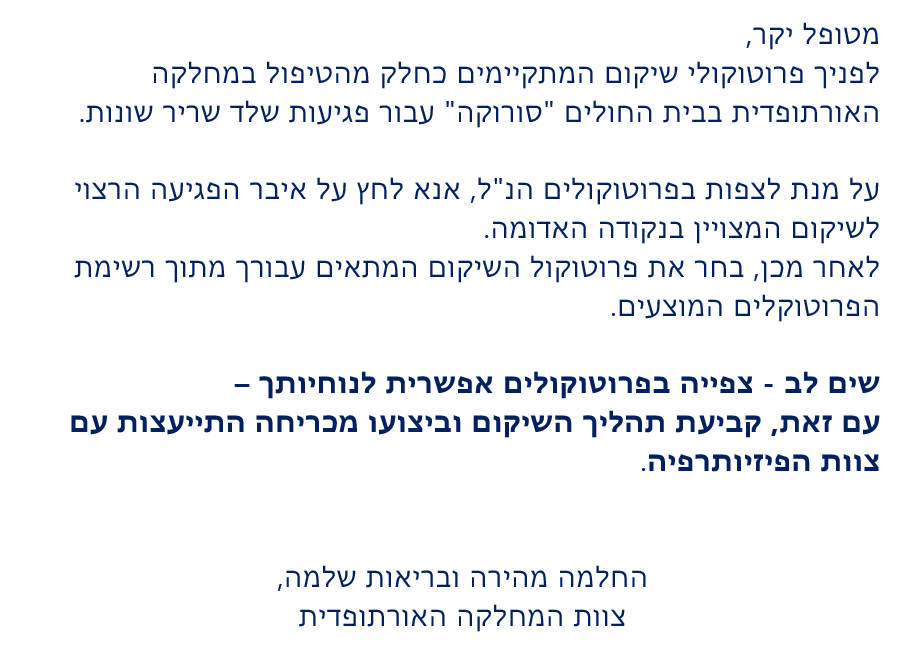 מטופל יקר,
לפניך פרוטוקולי שיקום המתקיימים כחלק מהטיפול במחלקה
האורתופדית בבית החולים "סורוקה" עבור פגיעות שלד שריר שונות.
על מנת לצפות בפרוטוקולים הנ"ל, אנא לחץ על איבר הפגיעה הרצוי
לשיקום המצויין בנקודה האדומה.
לאחר מכן, בחר את פרוטוקול השיקום המתאים עבורך מתוך רשימת
הפרוטוקלים המוצעים.
שים לב - צפייה בפרוטוקולים אפשרית לנוחיותך –
עם זאת, קביעת תהליך השיקום וביצועו מכריחה התייעצות עם
צוות הפיזיותרפיה.
החלמה מהירה ובריאות שלמה,
צוות המחלקה האורתופדית